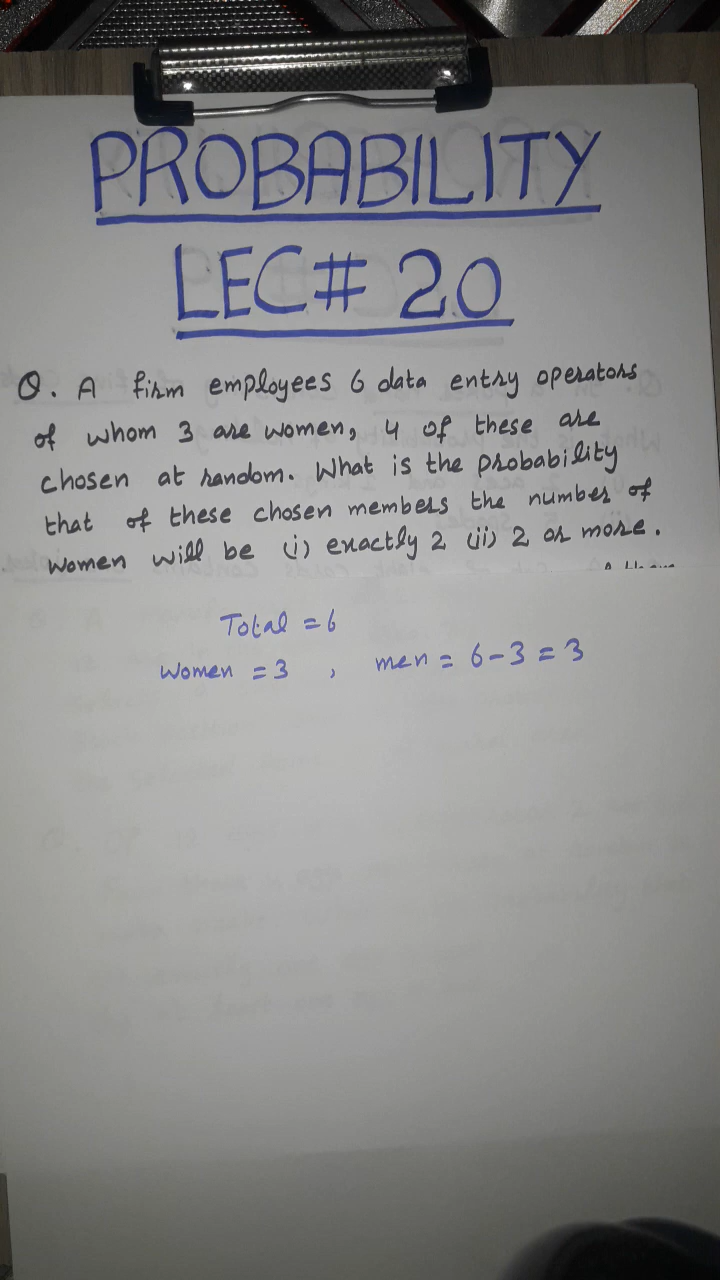 PROBABILITY
LEC# 20
Q. A firm employees 6 data entry operators
of whom 3 are women, 4 of these are
chosen at random. What is the probability
that of these chosen members the number of
women will be (i) exactly 2 (ii) 2 or more.
Total = 6
women = 3 , men = 6-3 = 3